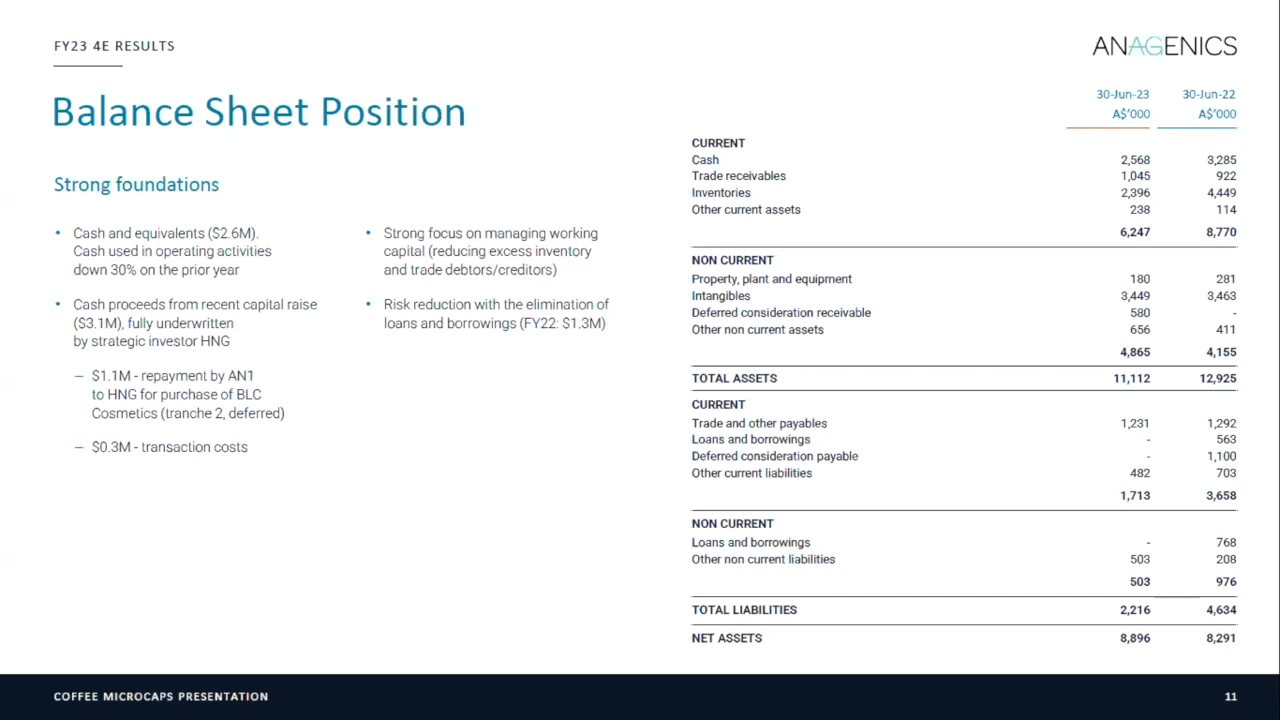 FY23 4E RESULTS
ANAGENICS
Balance Sheet Position
Strong foundations
• Cash and equivalents ($2.6M).
Cash used in operating activities
down 30% on the prior year
• Cash proceeds from recent capital raise
($3.1M), fully underwritten
by strategic investor HNG
– $1.1M - repayment by AN1
to HNG for purchase of BLC
Cosmetics (tranche 2, deferred)
– $0.3M - transaction costs
• Strong focus on managing working
capital (reducing excess inventory
and trade debtors/creditors)
• Risk reduction with the elimination of
loans and borrowings (FY22: $1.3M)
30-Jun-23 30-Jun-22
A$'000 A$'000
CURRENT
Cash 2,568 3,285
Trade receivables 1,045 922
Inventories 2,396 4,449
Other current assets 238 114
6,247 8,770
NON CURRENT
Property, plant and equipment 180 281
Intangibles 3,449 3,463
Deferred consideration receivable 580 -
Other non current assets 656 411
4,865 4,155
TOTAL ASSETS 11,112 12,925
CURRENT
Trade and other payables 1,231 1,292
Loans and borrowings - 563
Deferred consideration payable - 1,100
Other current liabilities 482 703
1,713 3,658
NON CURRENT
Loans and borrowings - 768
Other non current liabilities 503 208
503 976
TOTAL LIABILITIES 2,216 4,634
NET ASSETS 8,896 8,291
COFFEE MICROCAPS PRESENTATION
11